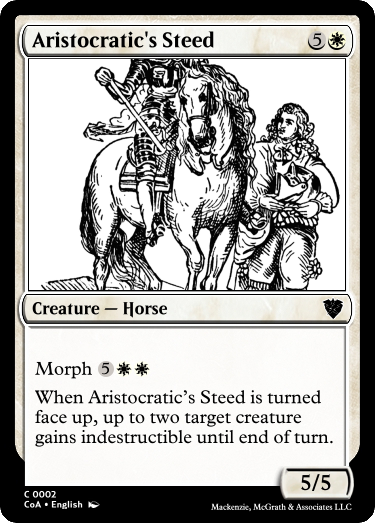 Aristocratic's Steed 5
Creature — Horse
Morph 5
When Aristocratic's Steed is turned
face up, up to two target creature
gains indestructible until end of turn.
5/5
C 0002
CoA • English
Mackenzie, McGrath & Associates LLC